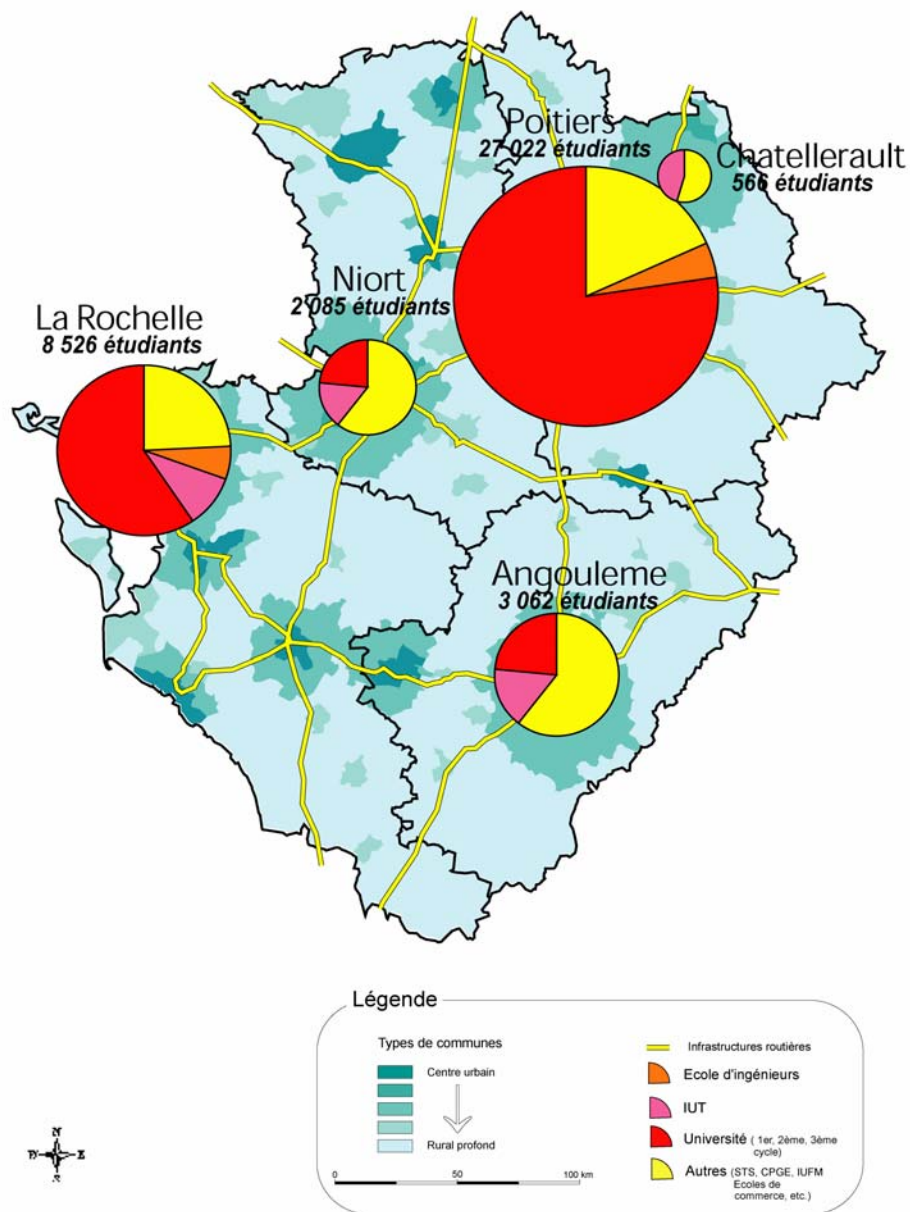 Poitiers
27 022 étudiants
Chatellerault
566 étudiants
Niort
2 085 étudiants
La Rochelle
8 526 étudiants
Angouleme
3 062 étudiants
Légende
Types de communes
Centre urbain
Rural profond
0 50 100 km
Infrastructures routières
Ecole d'ingénieurs
IUT
Université ( 1er, 2ème, 3ème
cycle)
Autres (STS, CPGE, IUFM
Ecoles de
commerce, etc.)
N
E
S